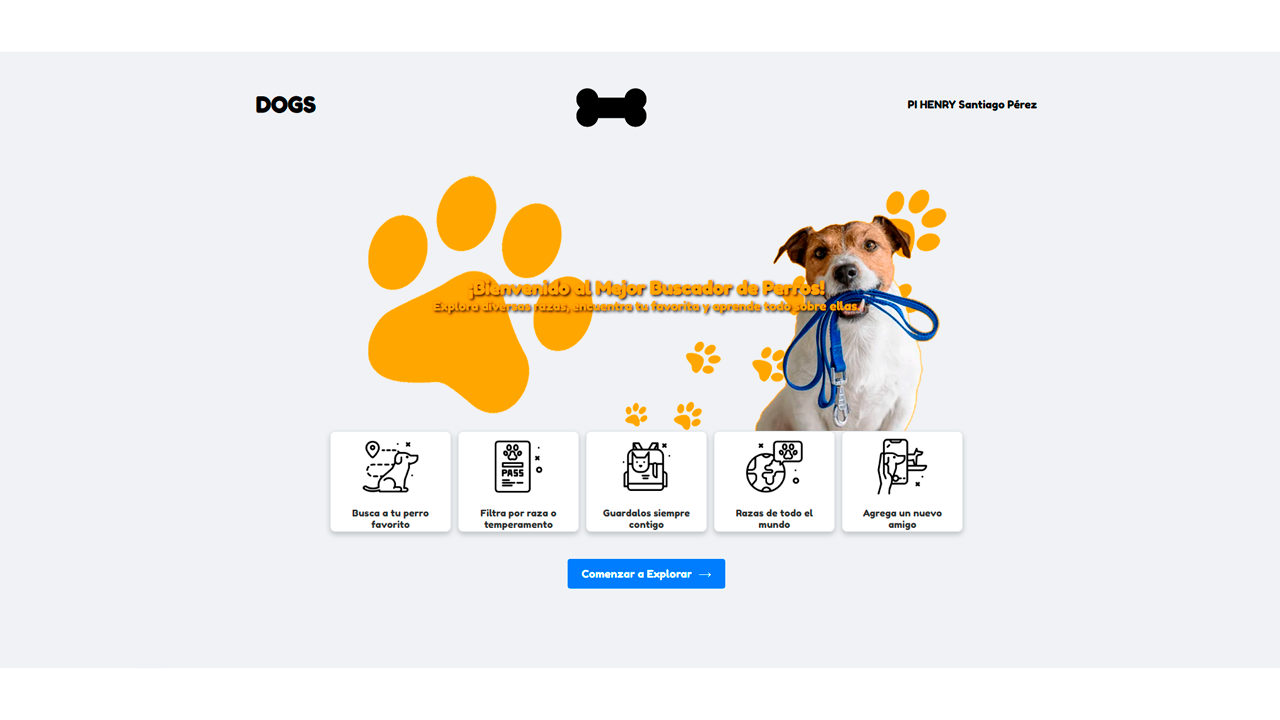 DOGS
PI HENRY Santiago Pérez
¡Bienvenido al Mejor Buscador de Perros!
Explora diversas razas, encuentra tu favorita y aprende todo sobre ellas.
PASS
Busca a tu perro
favorito
Filtra por raza o
temperamento
Guardalos siempre
contigo
Razas de todo el
mundo
Agrega un nuevo
amigo
Comenzar a Explorar →